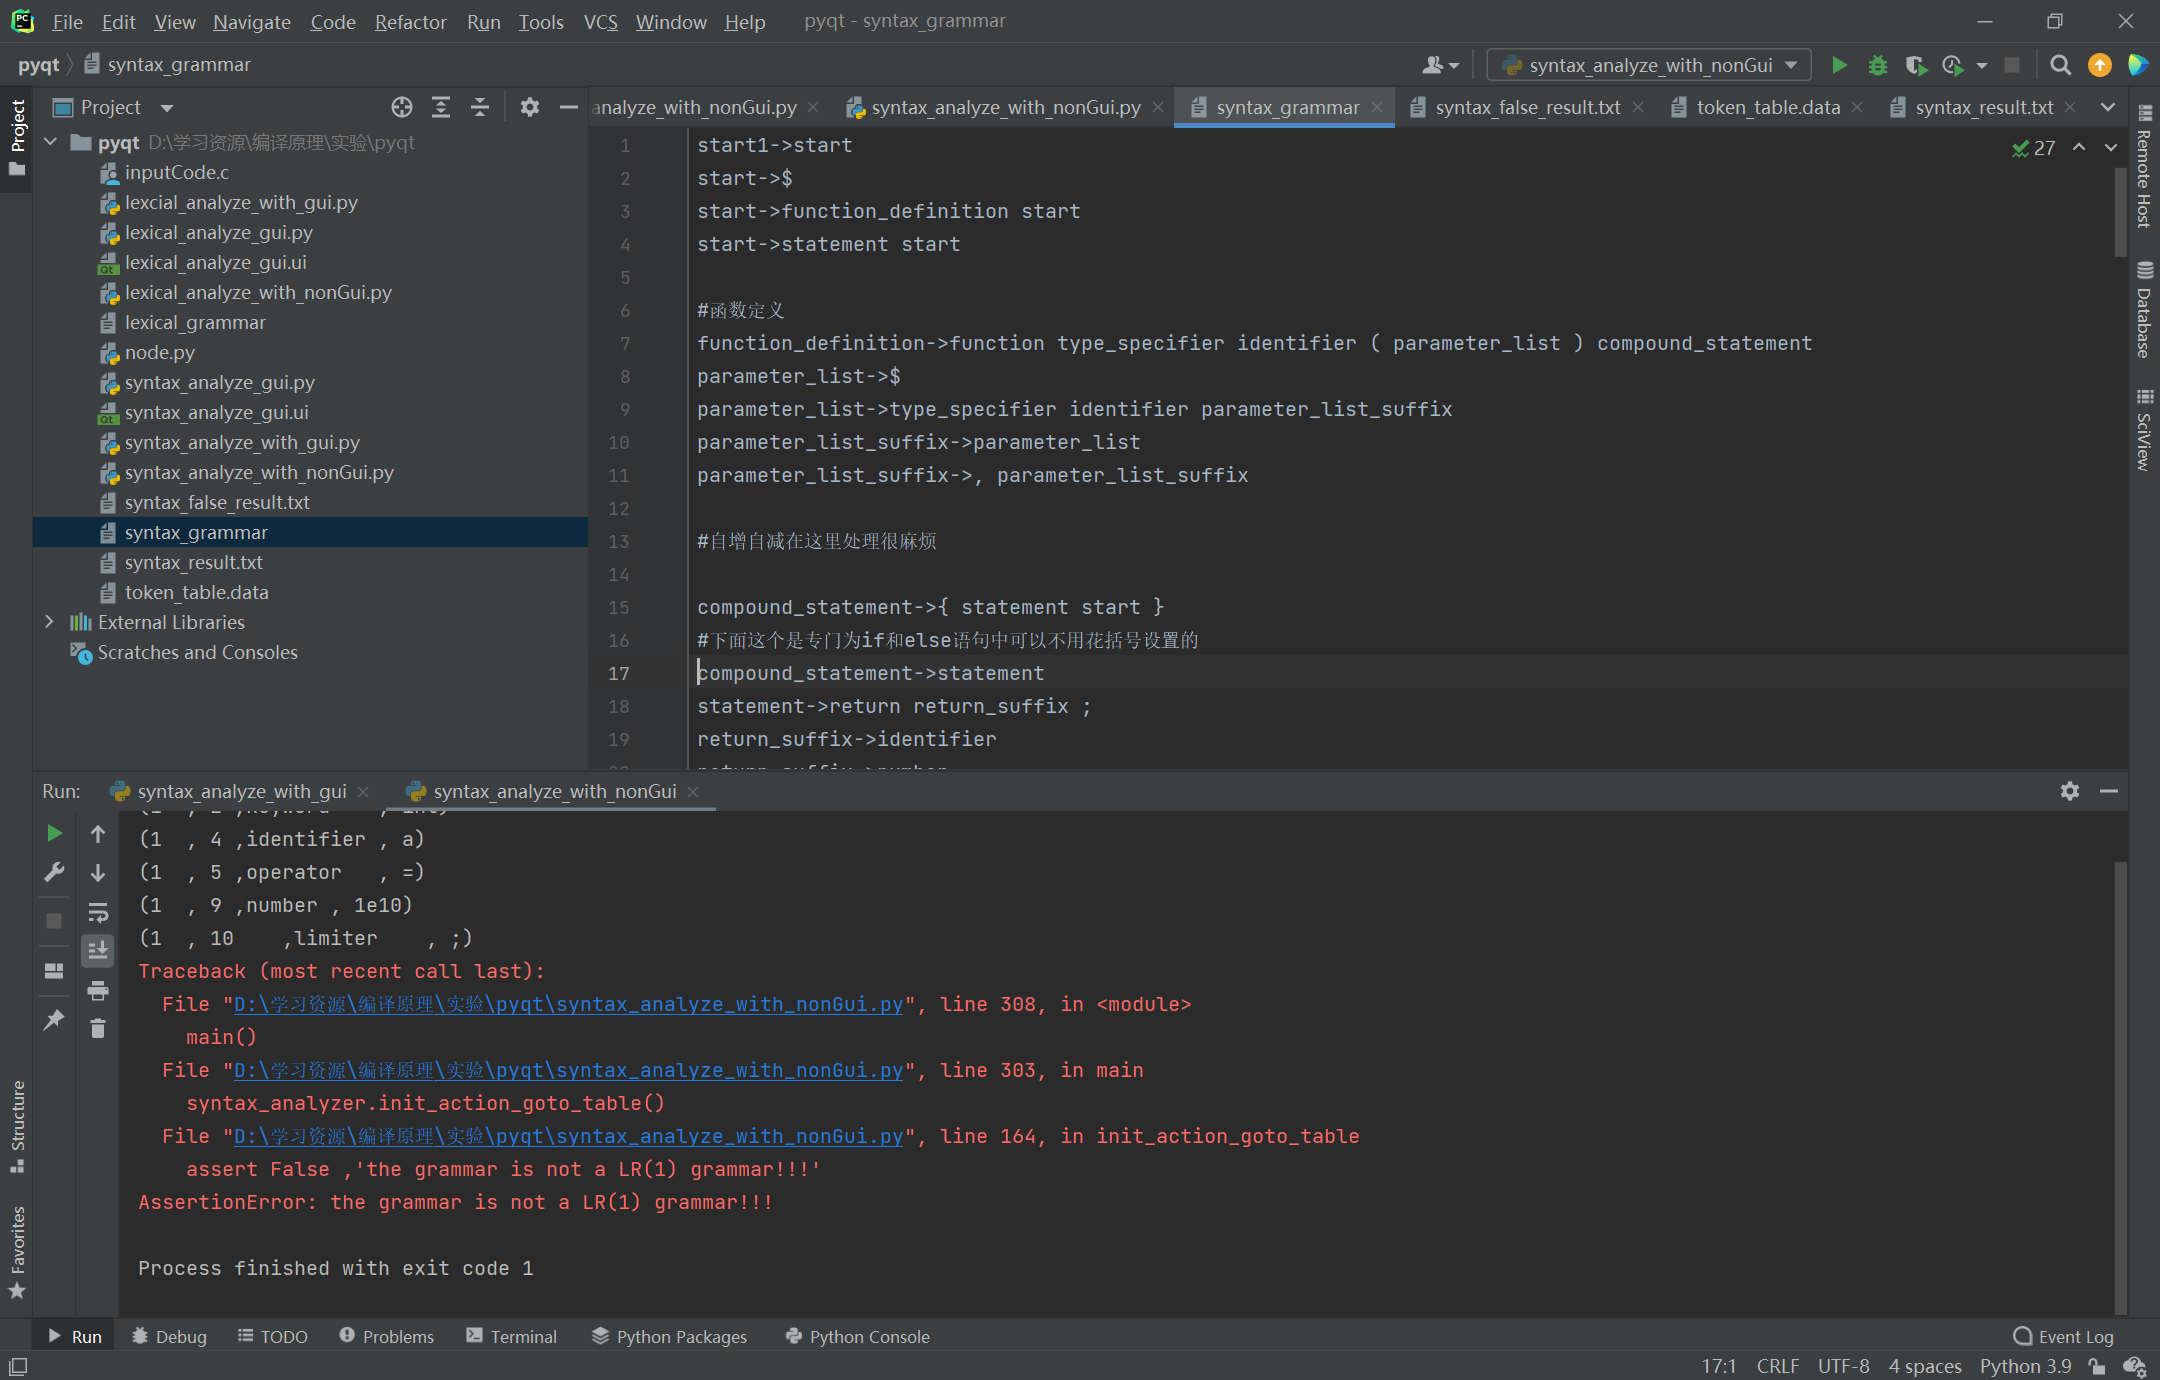 File Edit View Navigate Code Refactor Run Tools VCS Window Help pyqt - syntax_grammar
pyqt syntax_grammar
syntax_analyze_with_nonGui
Project
analyze_with_nonGui.py syntax_analyze_with_nonGui.py syntax_grammar syntax_false_result.txt token_table.data syntax_result.txt
Project
pyqt D:\学习资源\编译原理\实验\pyqt
inputCode.c
lexcial_analyze_with_gui.py
lexical_analyze_gui.py
lexical_analyze_gui.ui
lexical_analyze_with_nonGui.py
lexical_grammar
node.py
syntax_analyze_gui.py
syntax_analyze_gui.ui
syntax_analyze_with_gui.py
syntax_analyze_with_nonGui.py
syntax_false_result.txt
syntax_grammar
syntax_result.txt
token_table.data
External Libraries
Scratches and Consoles
27
1 start1->start
2 start->$
3 start->function_definition start
4 start->statement start
5
6 #函数定义
7 function_definition->function type_specifier identifier ( parameter_list ) compound_statement
8 parameter_list->$
9 parameter_list->type_specifier identifier parameter_list_suffix
10 parameter_list_suffix->parameter_list
11 parameter_list_suffix->, parameter_list_suffix
12
13 #自增自减在这里处理很麻烦
14
15 compound_statement->{ statement start }
16 #下面这个是专门为if和else语句中可以不用花括号设置的
17 compound_statement->statement
18 statement->return return_suffix ;
19 return_suffix->identifier
Remote Host
Database
SciView
Run: syntax_analyze_with_gui syntax_analyze_with_nonGui
(1  , 4 ,identifier , a)
(1  , 5 ,operator   , =)
(1  , 9 ,number , 1e10)
(1  , 10    ,limiter    , ;)
Traceback (most recent call last):
  File "D:\学习资源\编译原理\实验\pyqt\syntax_analyze_with_nonGui.py", line 308, in <module>
    main()
  File "D:\学习资源\编译原理\实验\pyqt\syntax_analyze_with_nonGui.py", line 303, in main
    syntax_analyzer.init_action_goto_table()
  File "D:\学习资源\编译原理\实验\pyqt\syntax_analyze_with_nonGui.py", line 164, in init_action_goto_table
    assert False ,'the grammar is not a LR(1) grammar!!!'
AssertionError: the grammar is not a LR(1) grammar!!!
Process finished with exit code 1
Structure
Favorites
Run Debug TODO Problems Terminal Python Packages Python Console Event Log
17:1 CRLF UTF-8 4 spaces Python 3.9